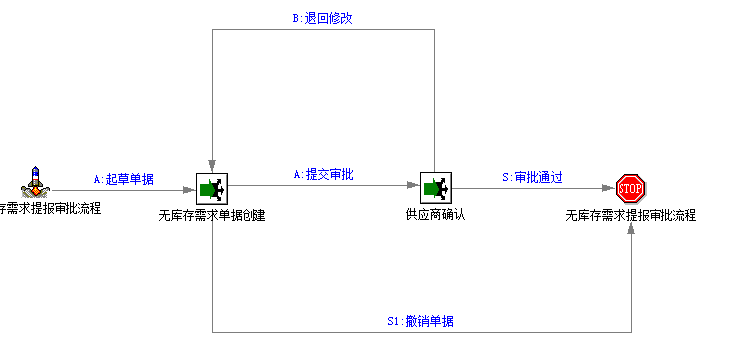 B:退回修改
A:起草单据
A:提交审批
S:审批通过
STOP
存需求提报审批流程
无库存需求单据创建
供应商确认
无库存需求提报审批流程
S1:撤销单据